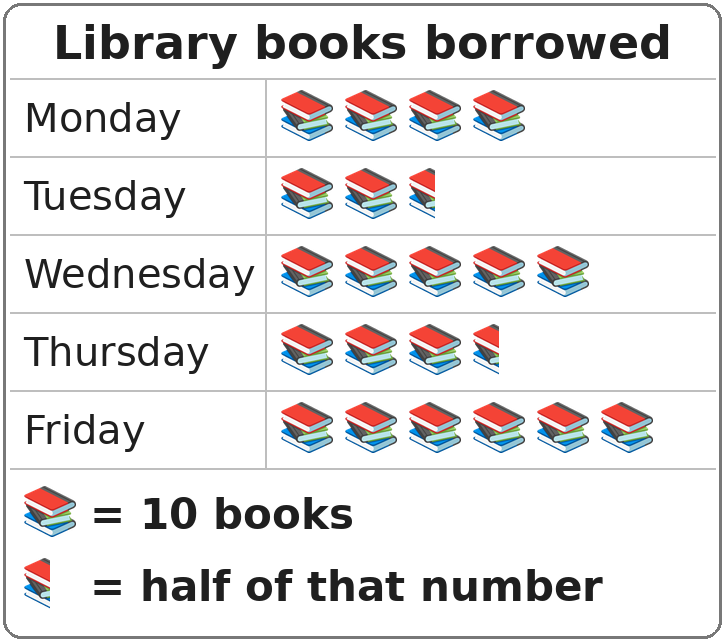 Library books borrowed
Monday
Tuesday
Wednesday
Thursday
Friday
= 10 books
= half of that number